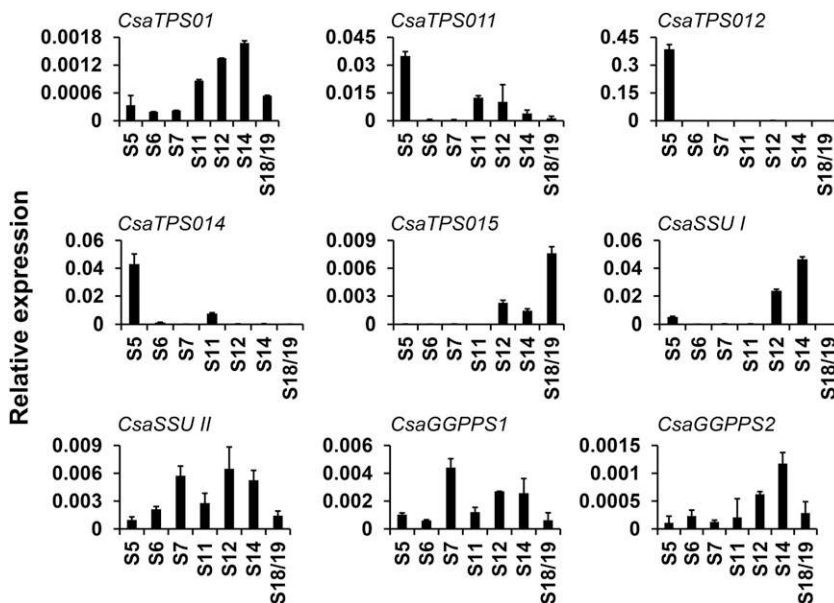 CsaTPS01
0.0018
0.0012
0.0006
0
S5 S6 S7 S11 S12 S14 S18/19
CsaTPS011
0.045
0.03
0.015
0
S5 S6 S7 S11 S12 S14 S18/19
CsaTPS012
0.45
0.3
0.15
0
S5 S6 S7 S11 S12 S14 S18/19
Relative expression
CsaTPS014
0.06
0.04
0.02
0
S5 S6 S7 S11 S12 S14 S18/19
CsaTPS015
0.009
0.006
0.003
0
S5 S6 S7 S11 S12 S14 S18/19
CsaSSU I
0.06
0.04
0.02
0
S5 S6 S7 S11 S12 S14 S18/19
CsaSSU II
0.009
0.006
0.003
0
S5 S6 S7 S11 S12 S14 S18/19
CsaGGPPS1
0.006
0.004
0.002
0
S5 S6 S7 S11 S12 S14 S18/19
CsaGGPPS2
0.0015
0.001
0.0005
0
S5 S6 S7 S11 S12 S14 S18/19